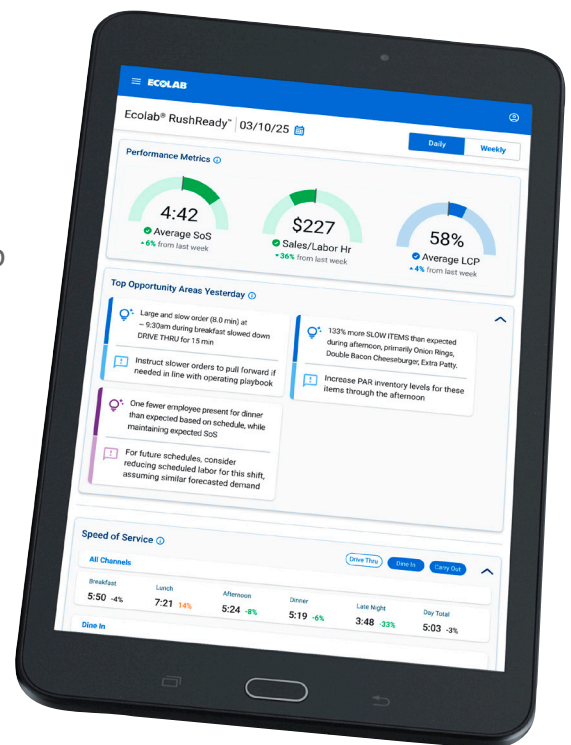 ECOLAB
Ecolab® RushReady™ | 03/10/25
Daily
Weekly
Performance Metrics
4:42
Average SoS
6% from last week
$227
Sales/Labor Hr
36% from last week
58%
Average LCP
4% from last week
Top Opportunity Areas Yesterday
Large and slow order (8.0 min) at
~ 9:30am during breakfast slowed down
DRIVE THRU for 15 min
Instruct slower orders to pull forward if
needed in line with operating playbook
133% more SLOW ITEMS than expected
during afternoon, primarily Onion Rings,
Double Bacon Cheeseburger, Extra Patty.
Increase PAR inventory levels for these
items through the afternoon
One fewer employee present for dinner
than expected based on schedule, while
maintaining expected SoS
For future schedules, consider
reducing scheduled labor for this shift,
assuming similar forecasted demand
Speed of Service
Drive Thru
Dine In
Carry Out
All Channels
Breakfast
5:50 -4%
Lunch
7:21 14%
Afternoon
5:24 -8%
Dinner
5:19 -6%
Late Night
3:48 -33%
Day Total
5:03 -3%
Dine In